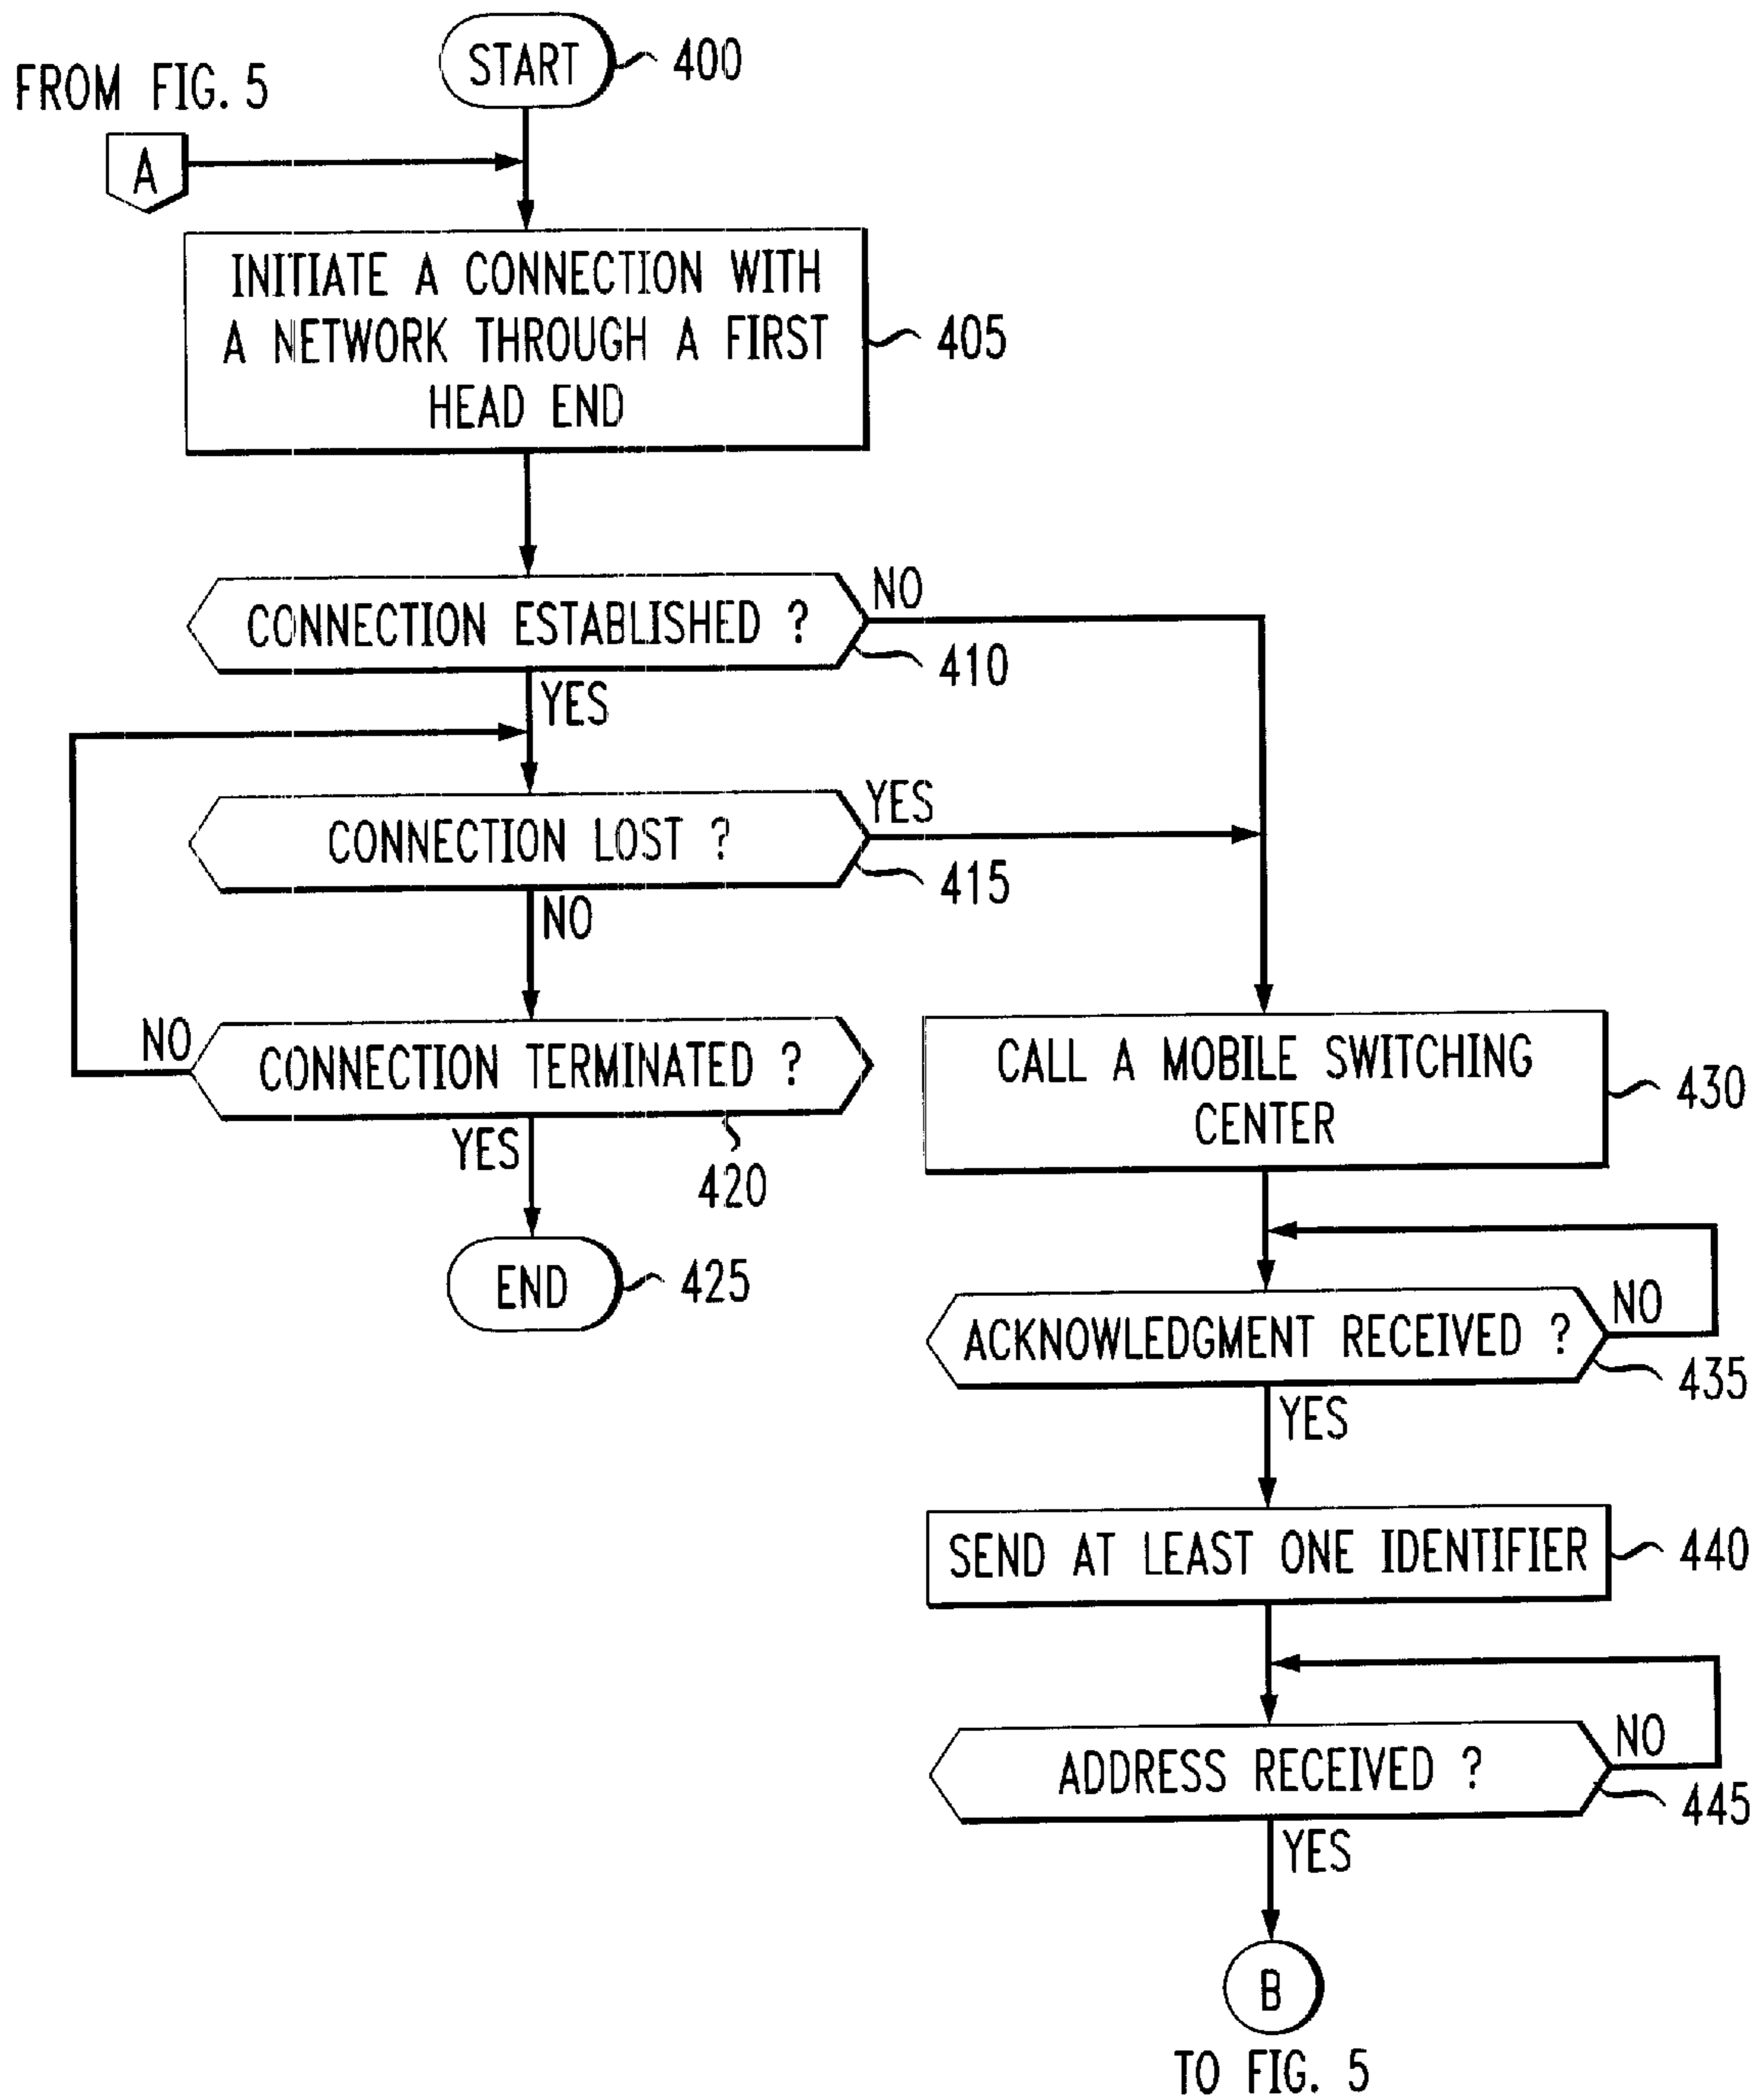 START
400
FROM FIG. 5
A
INITIATE A CONNECTION WITH
A NETWORK THROUGH A FIRST
HEAD END
405
CONNECTION ESTABLISHED ?
NO
410
YES
CONNECTION LOST ?
YES
415
NO
CONNECTION TERMINATED ?
NO
420
YES
END
425
CALL A MOBILE SWITCHING
CENTER
430
ACKNOWLEDGMENT RECEIVED ?
NO
435
YES
SEND AT LEAST ONE IDENTIFIER
440
ADDRESS RECEIVED ?
NO
445
YES
B
TO FIG. 5